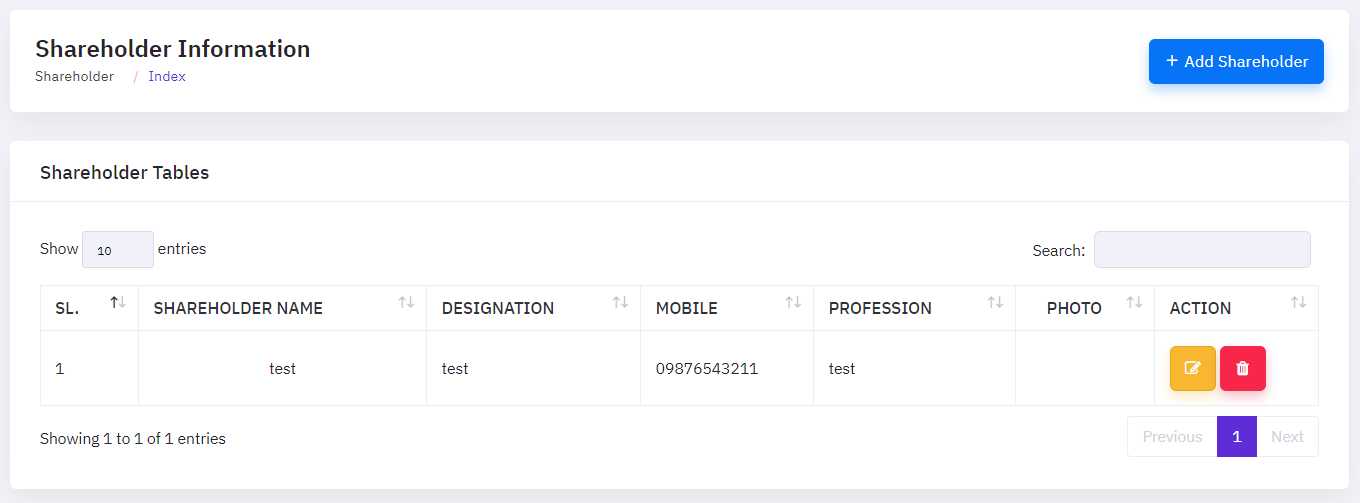 Shareholder Information
+ Add Shareholder
Shareholder / Index
Shareholder Tables
Show 10 entries Search:
SL. SHAREHOLDER NAME DESIGNATION MOBILE PROFESSION PHOTO ACTION
1 test test 09876543211 test
Showing 1 to 1 of 1 entries Previous 1 Next